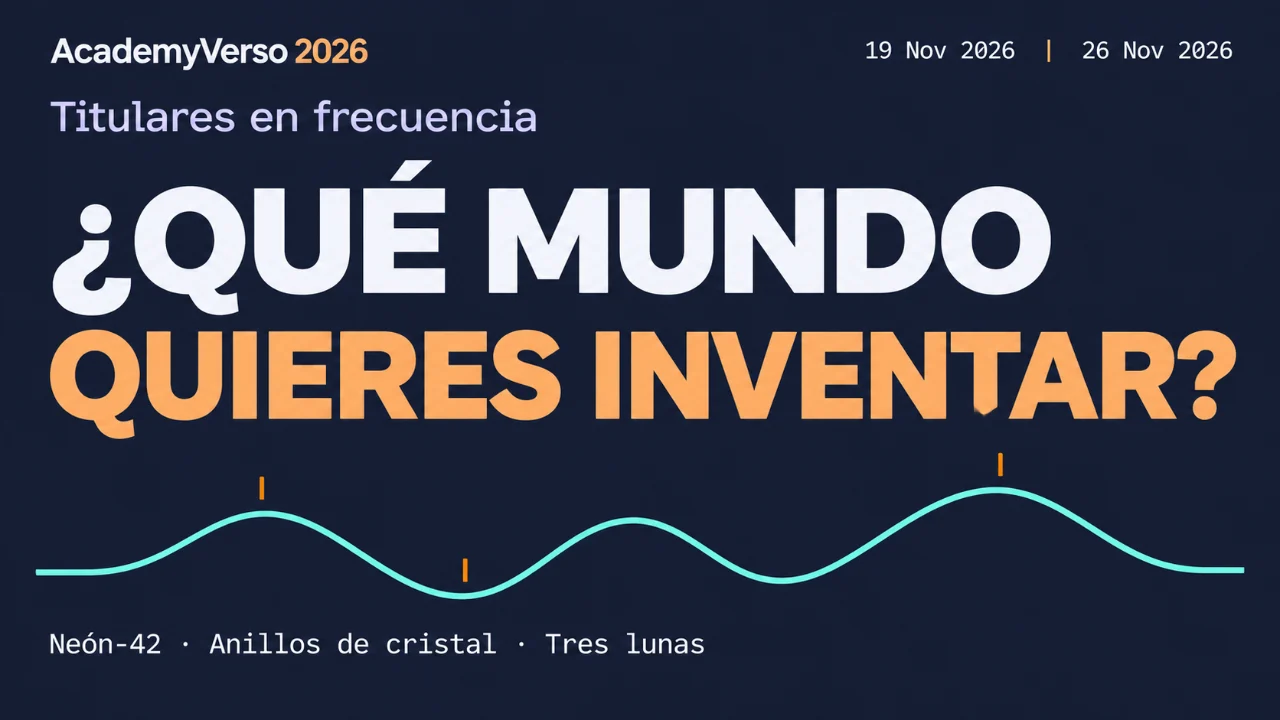 AcademyVerso 2026
19 Nov 2026 | 26 Nov 2026
Titulares en frecuencia
¿QUÉ MUNDO
QUIERES INVENTAR?
Neón-42 · Anillos de cristal · Tres lunas